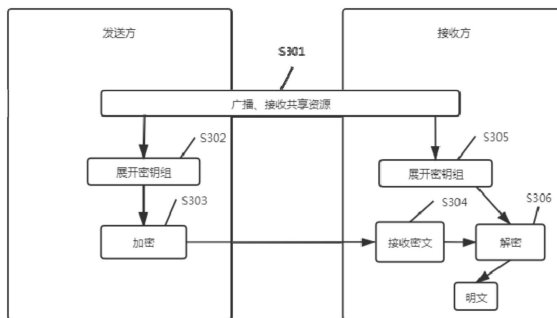 发送方
接收方
S301
广播、接收共享资源
S302
S305
展开密钥组
展开密钥组
S303
S304
S306
加密
接收密文
解密
明文